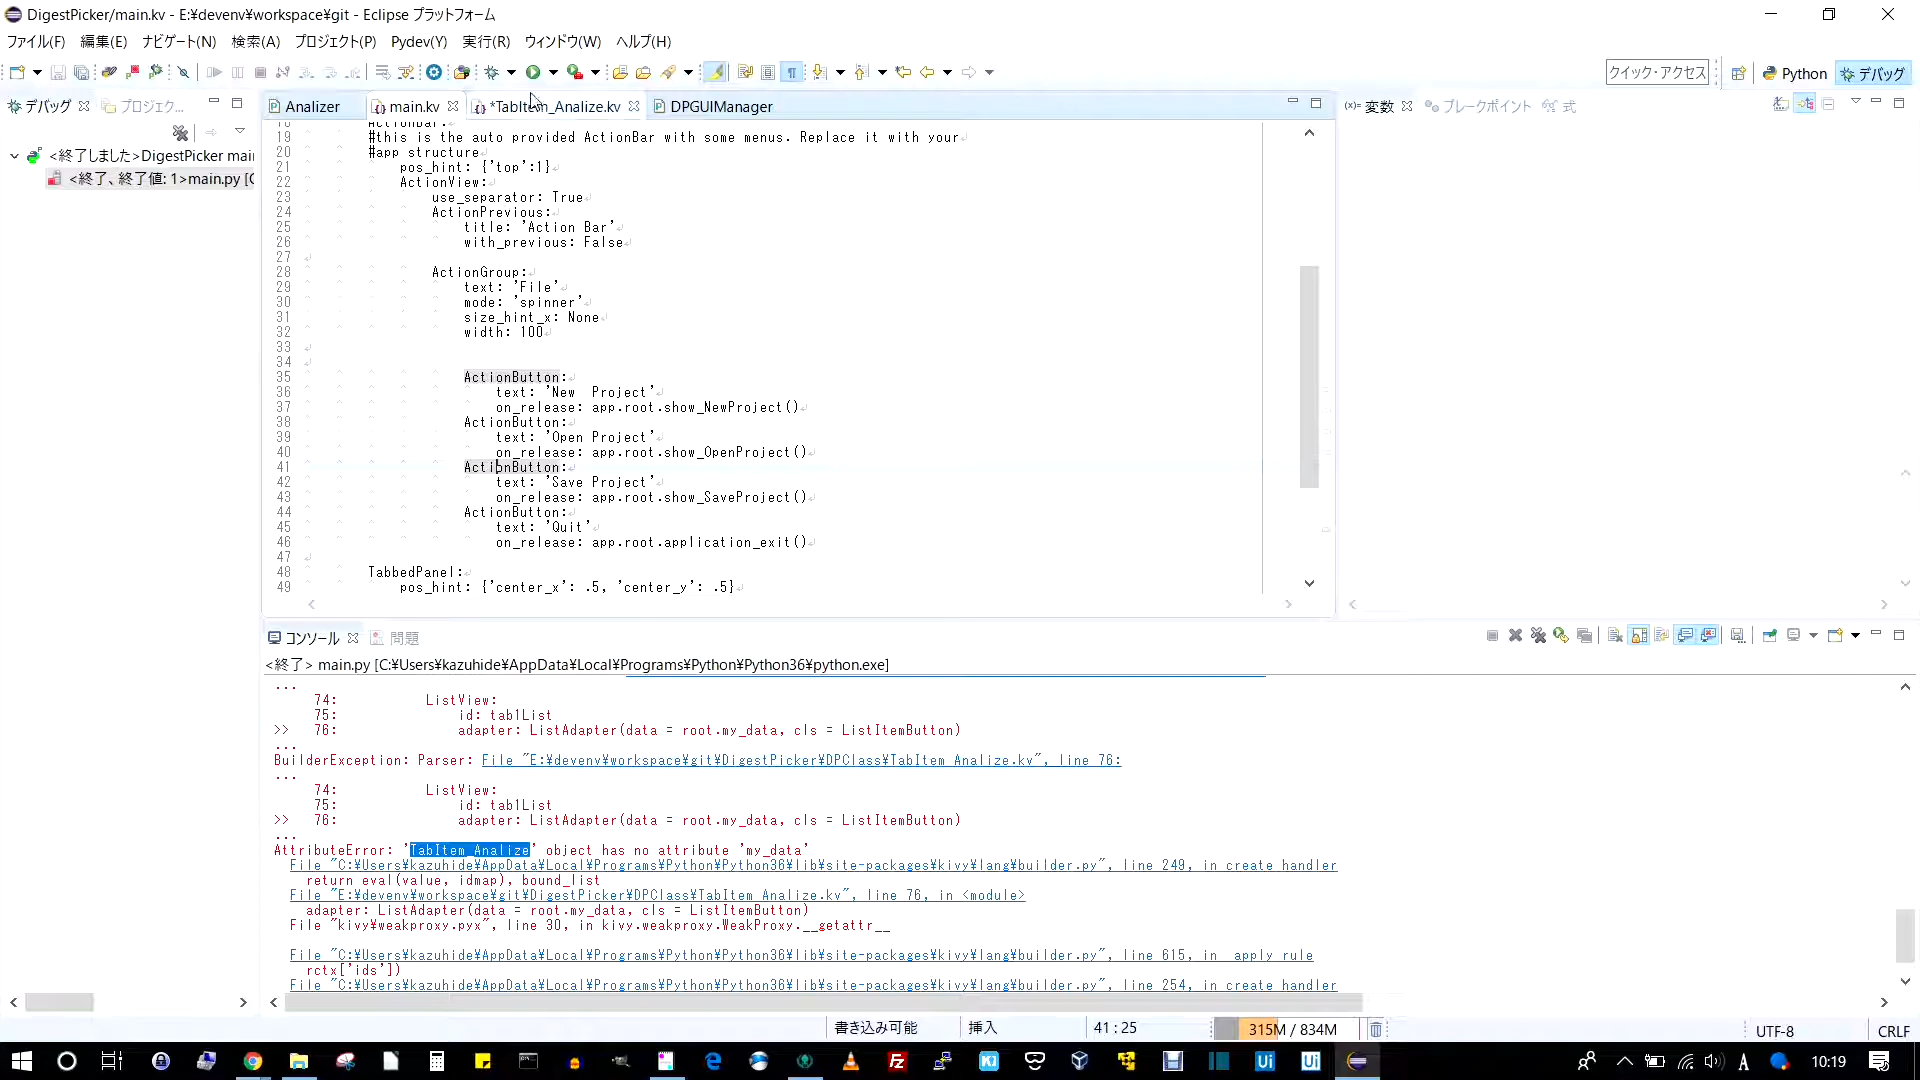 DigestPicker/main.kv - E:¥devenv¥workspace¥git - Eclipse プラットフォーム
ファイル(F) 編集(E) ナビゲート(N) 検索(A) プロジェクト(P) Pydev(Y) 実行(R) ウィンドウ(W) ヘルプ(H)
クイック・アクセス Python デバッグ
デバッグ プロジェク... Analizer main.kv *TabItem_Analize.kv DPGUIManager (x)= 変数 ブレークポイント 式
<終了しました>DigestPicker mai
<終了、終了値: 1>main.py [C
18 ActionBar:
19 #this is the auto provided ActionBar with some menus. Replace it with your
20 #app structure
21 pos_hint: {'top':1}
22 ActionView:
23 use_separator: True
24 ActionPrevious:
25 title: 'Action Bar'
26 with_previous: False
27
28 ActionGroup:
29 text: 'File'
30 mode: 'spinner'
31 size_hint_x: None
32 width: 100
33
34
35 ActionButton:
36 text: 'New  Project'
37 on_release: app.root.show_NewProject()
38 ActionButton:
39 text: 'Open Project'
40 on_release: app.root.show_OpenProject()
41 ActionButton:
42 text: 'Save Project'
43 on_release: app.root.show_SaveProject()
44 ActionButton:
45 text: 'Quit'
46 on_release: app.root.application_exit()
47
48 TabbedPanel:
49 pos_hint: {'center_x': .5, 'center_y': .5}
コンソール 問題
<終了> main.py [C:¥Users¥kazuhide¥AppData¥Local¥Programs¥Python¥Python36¥python.exe]
...
74: ListView:
75: id: tab1List
>> 76: adapter: ListAdapter(data = root.my_data, cls = ListItemButton)
...
BuilderException: Parser: File "E:¥devenv¥workspace¥git¥DigestPicker¥DPClass¥TabItem_Analize.kv", line 76:
...
74: ListView:
75: id: tab1List
>> 76: adapter: ListAdapter(data = root.my_data, cls = ListItemButton)
...
AttributeError: 'TabItem_Analize' object has no attribute 'my_data'
File "C:¥Users¥kazuhide¥AppData¥Local¥Programs¥Python¥Python36¥lib¥site-packages¥kivy¥lang¥builder.py", line 249, in create_handler
return eval(value, idmap), bound_list
File "E:¥devenv¥workspace¥git¥DigestPicker¥DPClass¥TabItem_Analize.kv", line 76, in <module>
adapter: ListAdapter(data = root.my_data, cls = ListItemButton)
File "kivy¥weakproxy.pyx", line 30, in kivy.weakproxy.WeakProxy.__getattr__
File "C:¥Users¥kazuhide¥AppData¥Local¥Programs¥Python¥Python36¥lib¥site-packages¥kivy¥lang¥builder.py", line 615, in _apply_rule
rctx['ids'])
File "C:¥Users¥kazuhide¥AppData¥Local¥Programs¥Python¥Python36¥lib¥site-packages¥kivy¥lang¥builder.py", line 254, in create_handler
書き込み可能 挿入 41 : 25 315M / 834M UTF-8 CRLF
A 10:19